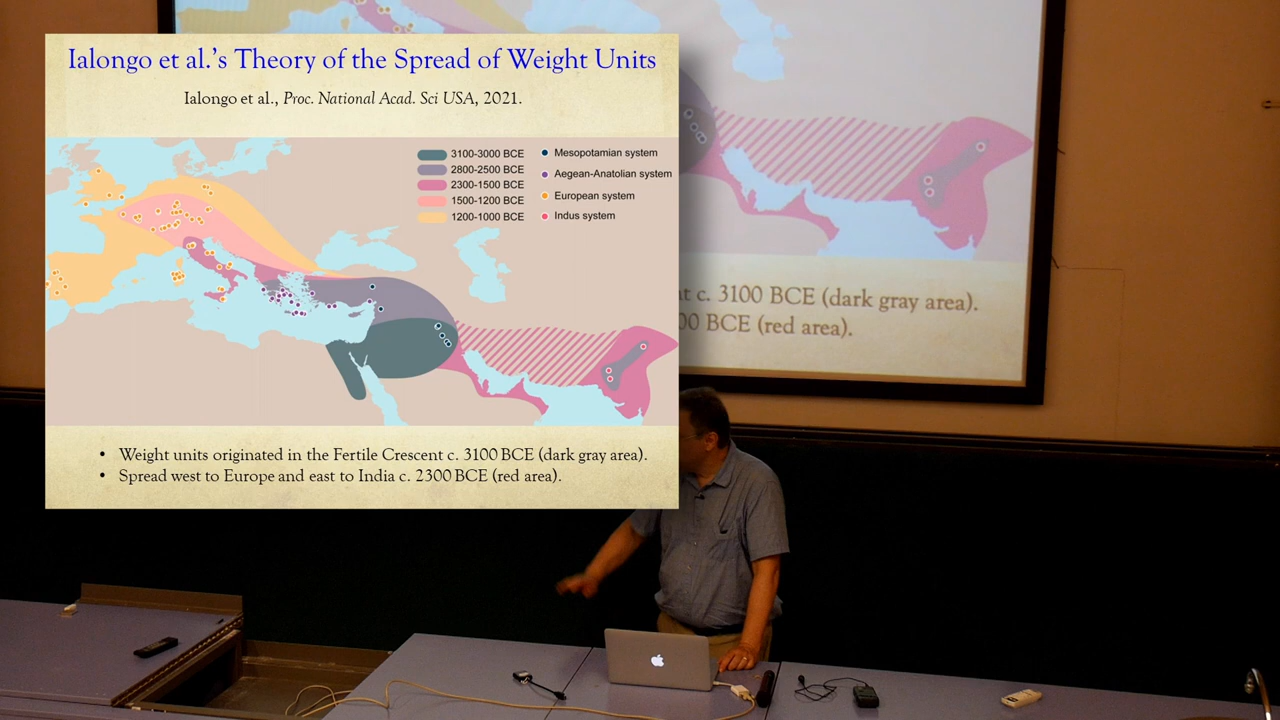 Ialongo et al.'s Theory of the Spread of Weight Units
Ialongo et al., Proc. National Acad. Sci USA, 2021.
3100-3000 BCE
2800-2500 BCE
2300-1500 BCE
1500-1200 BCE
1200-1000 BCE
Mesopotamian system
Aegean-Anatolian system
European system
Indus system
• Weight units originated in the Fertile Crescent c. 3100 BCE (dark gray area).
• Spread west to Europe and east to India c. 2300 BCE (red area).
c. 3100 BCE (dark gray area).
00 BCE (red area).